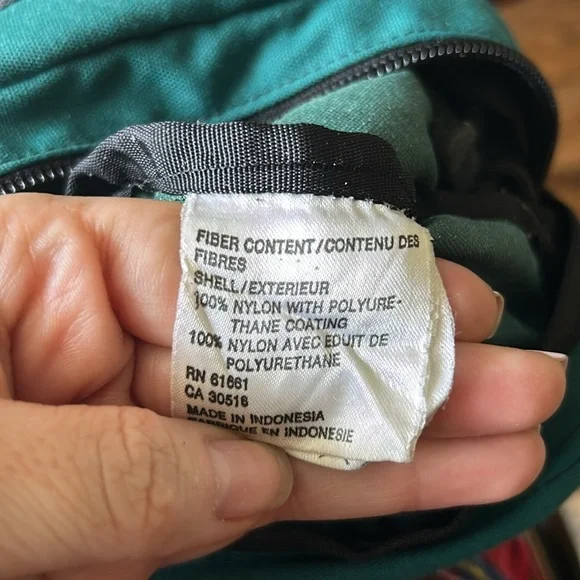 FIBER CONTENT/CONTENU DES
FIBRES
SHELL/EXTERIEUR
100% NYLON WITH POLYURE-
THANE COATING
100% NYLON AVEC EDUIT DE
POLYURETHANE
RN 61661
CA 30516
MADE IN INDONESIA
FABRIQUE EN INDONESIE